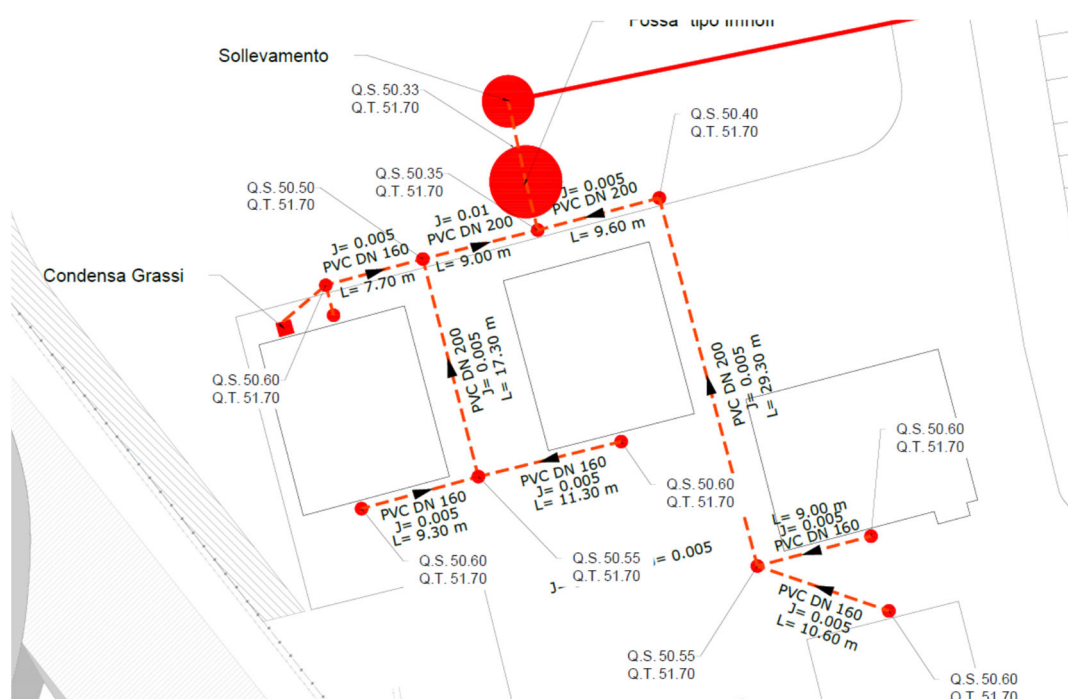 Fossa tipo Imhoff
Sollevamento
Q.S. 50.33
Q.T. 51.70
Q.S. 50.40
Q.T. 51.70
Q.S. 50.35
Q.T. 51.70
Q.S. 50.50
Q.T. 51.70
J= 0.005
PVC DN 200
L= 9.60 m
J= 0.01
PVC DN 200
L= 9.00 m
J= 0.005
PVC DN 160
L= 7.70 m
Condensa Grassi
Q.S. 50.60
Q.T. 51.70
PVC DN 200
J= 0.005
L= 17.30 m
PVC DN 200
J= 0.005
L= 29.30 m
Q.S. 50.60
Q.T. 51.70
PVC DN 160
J= 0.005
L= 11.30 m
Q.S. 50.60
Q.T. 51.70
PVC DN 160
J= 0.005
L= 9.30 m
L= 9.00 m
J= 0.005
PVC DN 160
Q.S. 50.60
Q.T. 51.70
Q.S. 50.55
Q.T. 51.70
J=
= 0.005
PVC DN 160
J= 0.005
L= 10.60 m
Q.S. 50.55
Q.T. 51.70
Q.S. 50.60
Q.T. 51.70